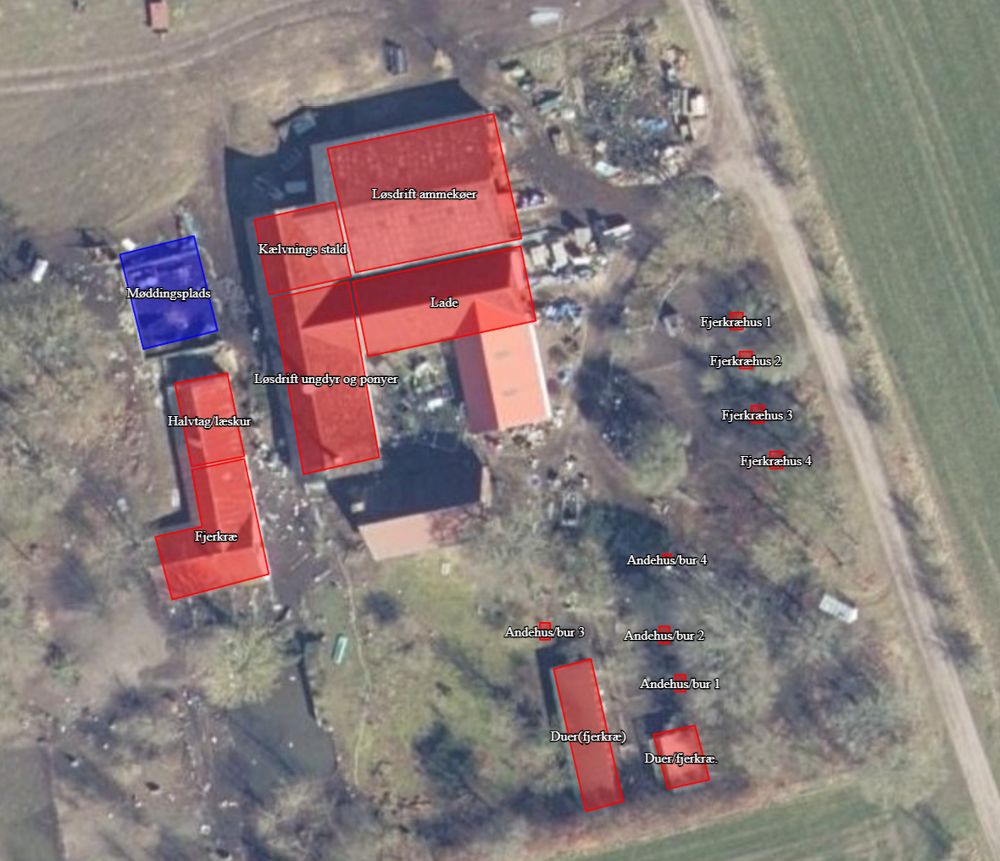 Løsdrift ammekøer
Kælvnings stald
Møddingsplads
Lade
Fjerkræhus 1
Fjerkræhus 2
Løsdrift ungdyr og ponyer
Fjerkræhus 3
Halvtag/læskur
Fjerkræhus 4
Fjerkræ
Andehus/bur 4
Andehus/bur 3
Andehus/bur 2
Andehus/bur 1
Duer(fjerkræ)
Duer/fjerkræ.